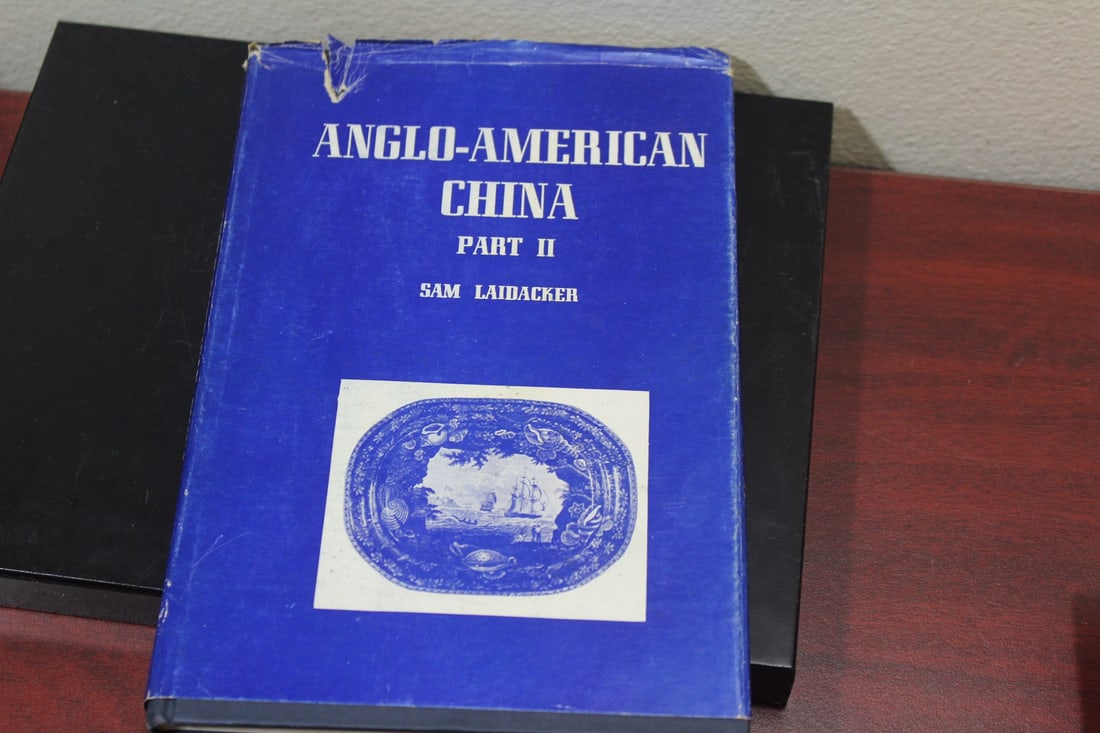 ANGLO-AMERICAN
CHINA
PART II
SAM LAIDACKER